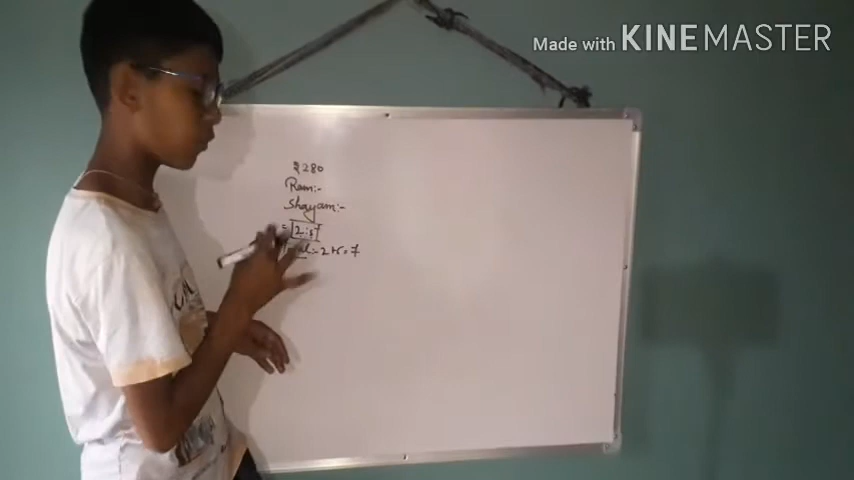 Made with KINEMASTER
₹280
Ram:-
Shayam:-
= 2:5
:- 2+5=7